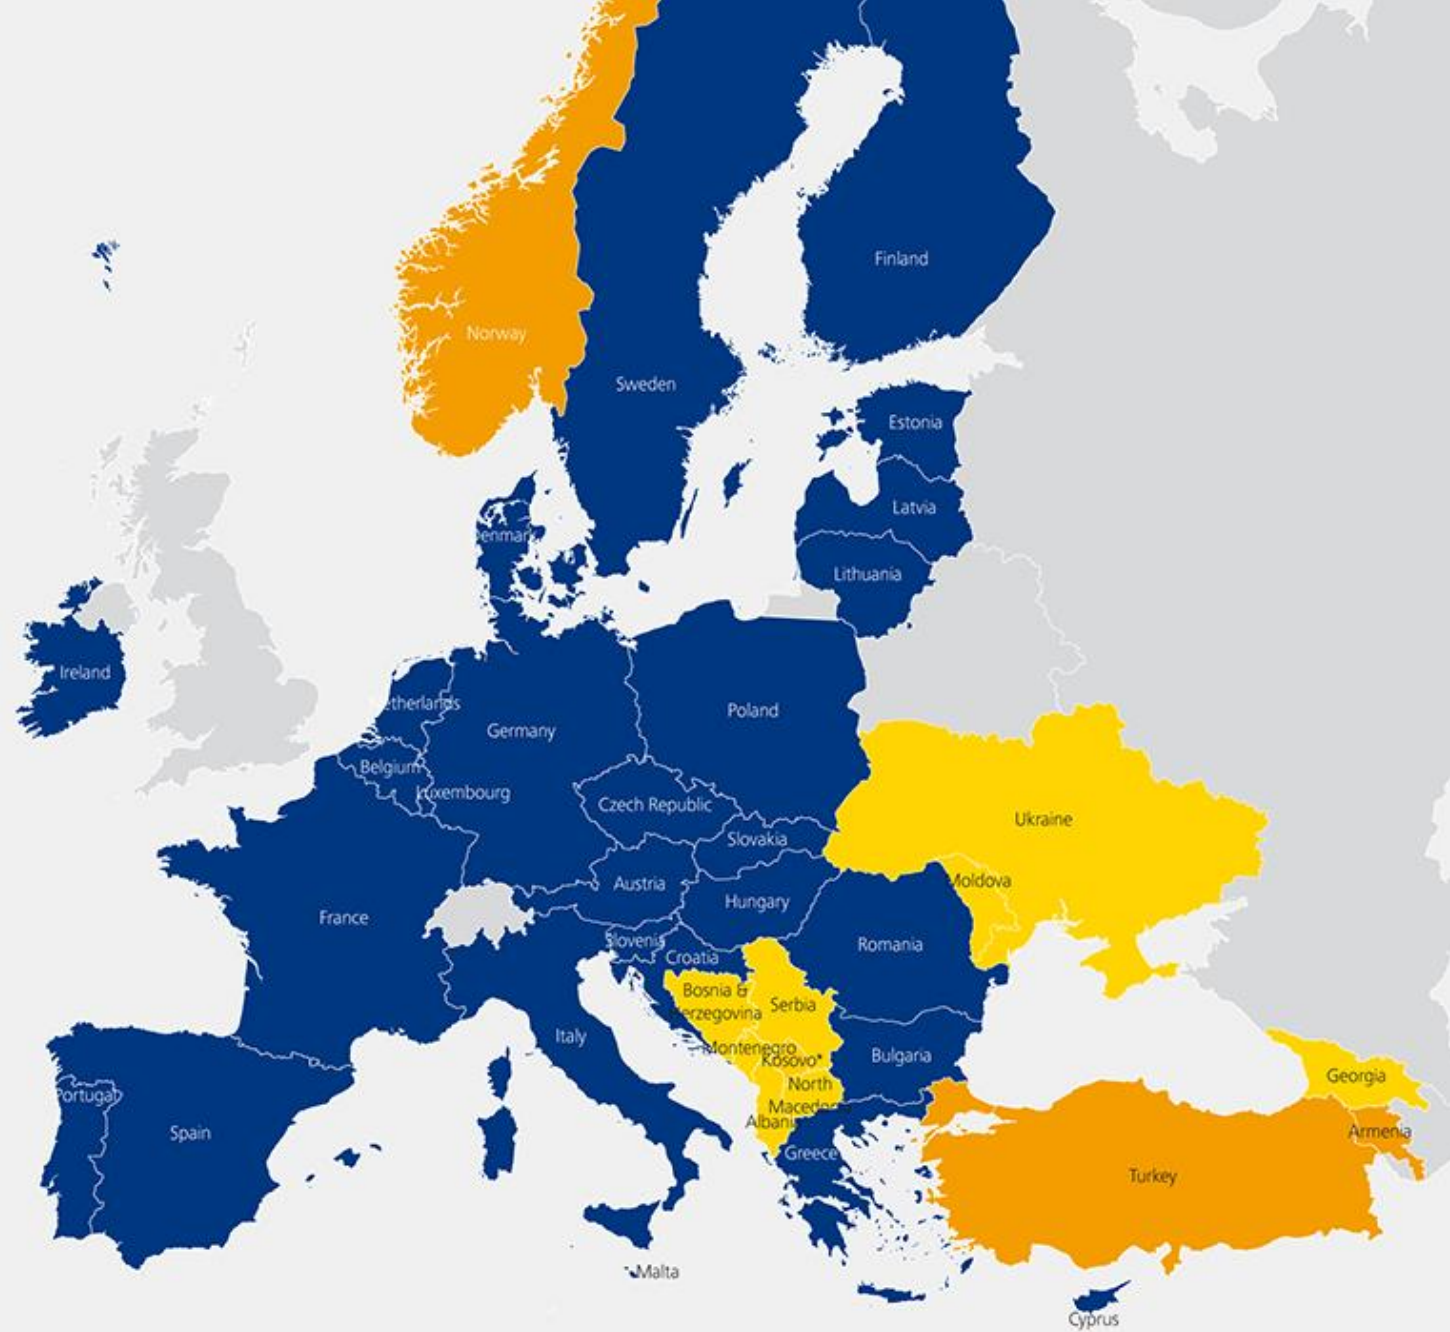 Finland
Norway
Sweden
Estonia
Latvia
Denmark
Lithuania
Ireland
Netherlands
Poland
Germany
Belgium
Luxembourg
Czech Republic
Ukraine
Slovakia
Moldova
Austria
Hungary
France
Slovenia
Romania
Croatia
Bosnia &
Herzegovina
Serbia
Italy
Montenegro
Kosovo*
Bulgaria
Georgia
North
Macedonia
Portugal
Albania
Spain
Armenia
Greece
Turkey
Malta
Cyprus